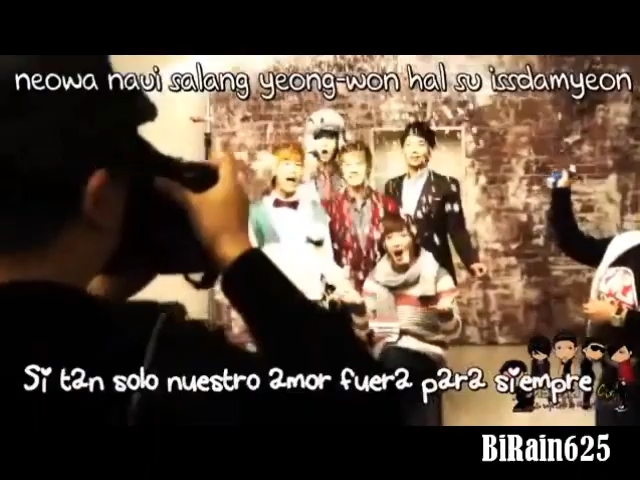 neowa naui salang yeong-won hal su issdamyeon
Si tan solo nuestro amor fuera para siempre
BiRain625